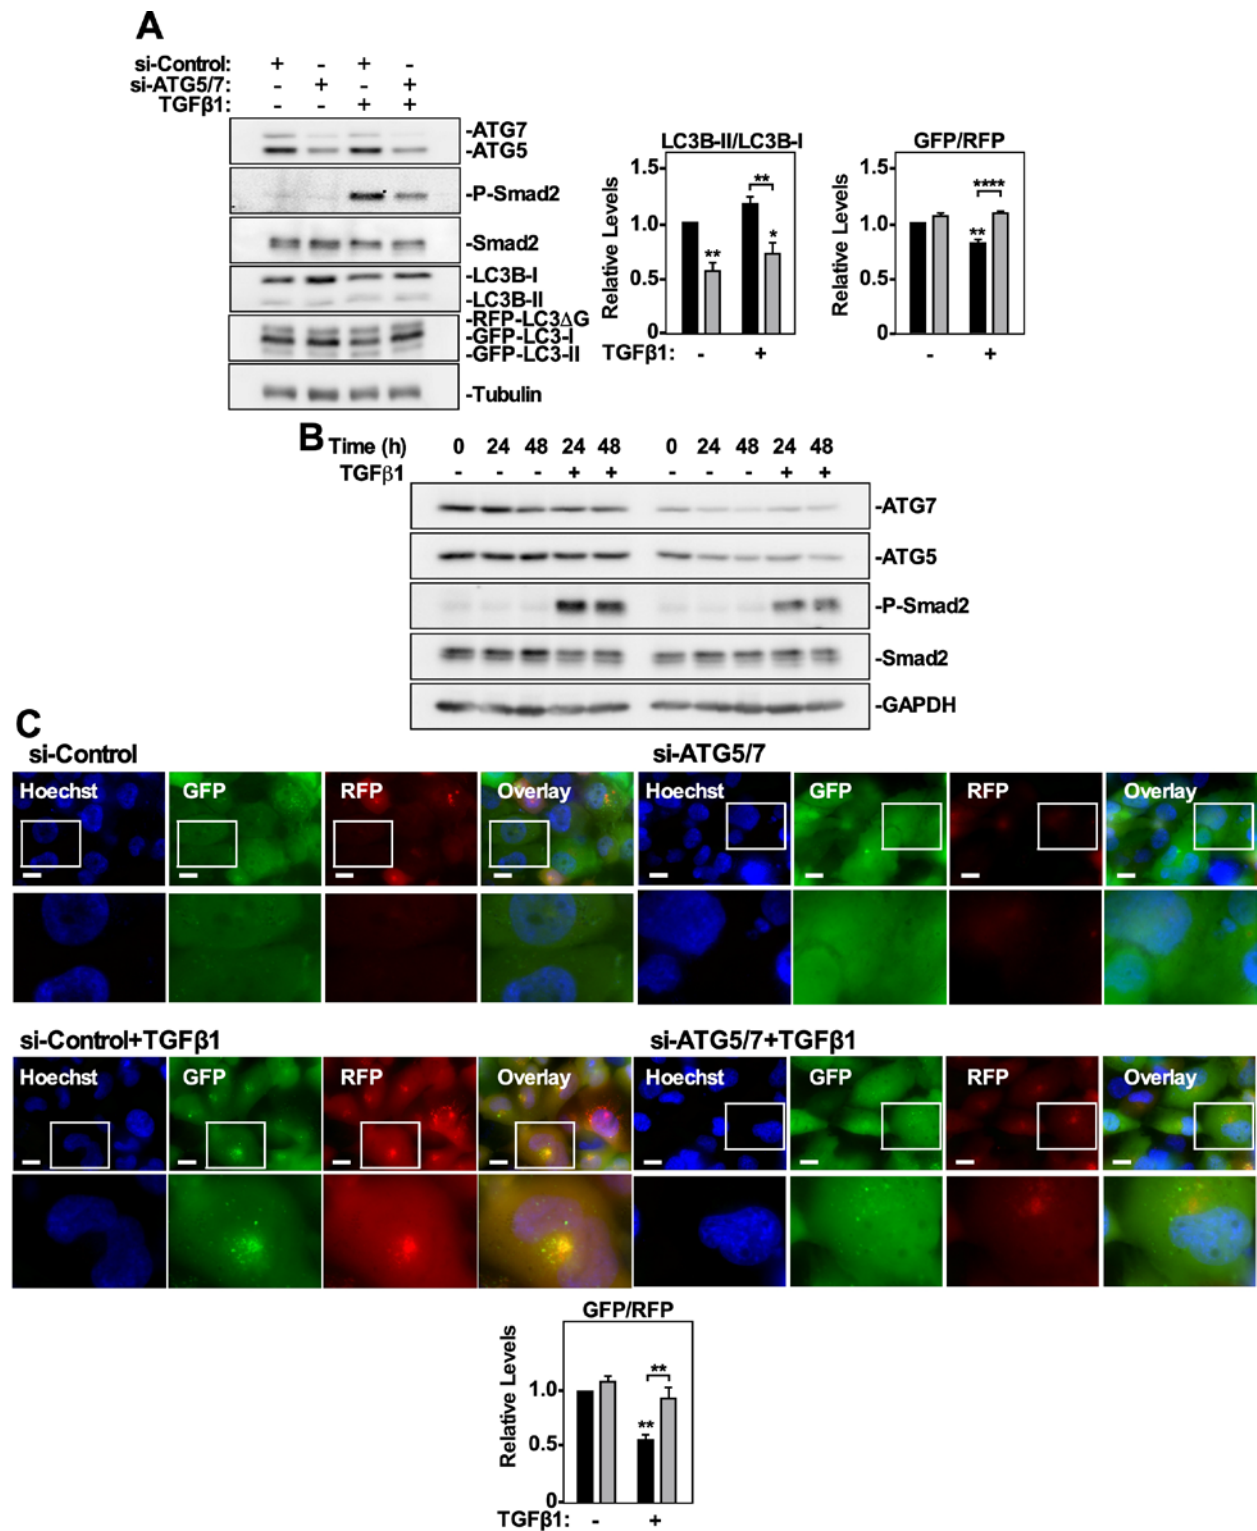 A
si-Control: + - + -
si-ATG5/7: - + - +
TGFβ1: - - + +
-ATG7
-ATG5
-P-Smad2
-Smad2
-LC3B-I
-LC3B-II
-RFP-LC3ΔG
-GFP-LC3-I
-GFP-LC3-II
-Tubulin
LC3B-II/LC3B-I
Relative Levels
1.5
1.0
0.5
0
**
**
*
TGFβ1: - +
GFP/RFP
Relative Levels
1.5
1.0
0.5
0
****
**
- +
B
Time (h) 0 24 48 24 48 0 24 48 24 48
TGFβ1 - - - + + - - - + +
-ATG7
-ATG5
-P-Smad2
-Smad2
-GAPDH
C
si-Control
Hoechst GFP RFP Overlay
si-ATG5/7
Hoechst GFP RFP Overlay
si-Control+TGFβ1
Hoechst GFP RFP Overlay
si-ATG5/7+TGFβ1
Hoechst GFP RFP Overlay
GFP/RFP
Relative Levels
1.0
0.5
0
**
**
TGFβ1: - +